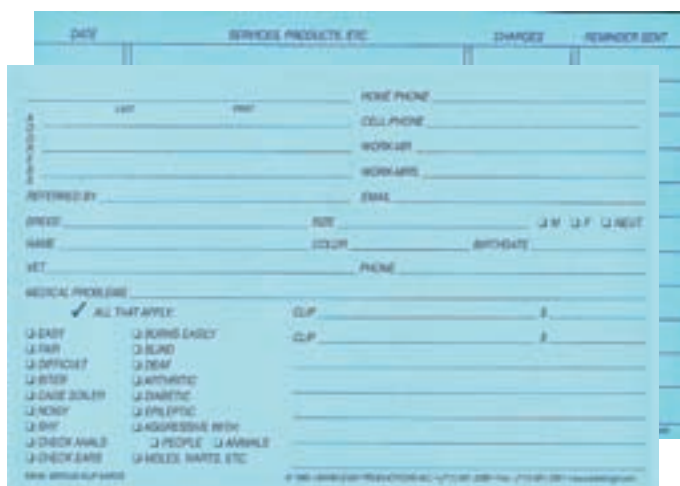 DATE SERVICES, PRODUCTS, ETC. CHARGES REMINDER SENT
HOME PHONE
LAST FIRST
ADDRESS
CELL PHONE
WORK MR.
WORK MRS.
REFERRED BY EMAIL
BREED SIZE ❑ M ❑ F ❑ NEUT
NAME COLOR BIRTHDATE
VET PHONE
MEDICAL PROBLEMS
✓ ALL THAT APPLY: CLIP $
❑ EASY ❑ BURNS EASILY CLIP $
❑ FAIR ❑ BLIND
❑ DIFFICULT ❑ DEAF
❑ BITER ❑ ARTHRITIC
❑ CAGE SOILER ❑ DIABETIC
❑ NOISY ❑ EPILEPTIC
❑ SHY ❑ AGGRESSIVE WITH:
❑ CHECK ANALS ❑ PEOPLE ❑ ANIMALS
❑ CHECK EARS ❑ MOLES, WARTS, ETC.